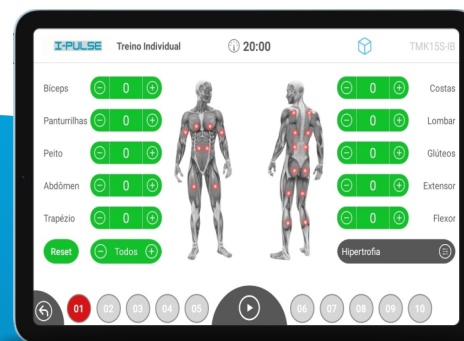 I-PULSE Treino Individual 20:00 TMK15S-IB
Bíceps 0 0 Costas
Panturrilhas 0 0 Lombar
Peito 0 0 Glúteos
Abdômen 0 0 Extensor
Trapézio 0 0 Flexor
Reset Todos Hipertrofia
01 02 03 04 05 06 07 08 09 10